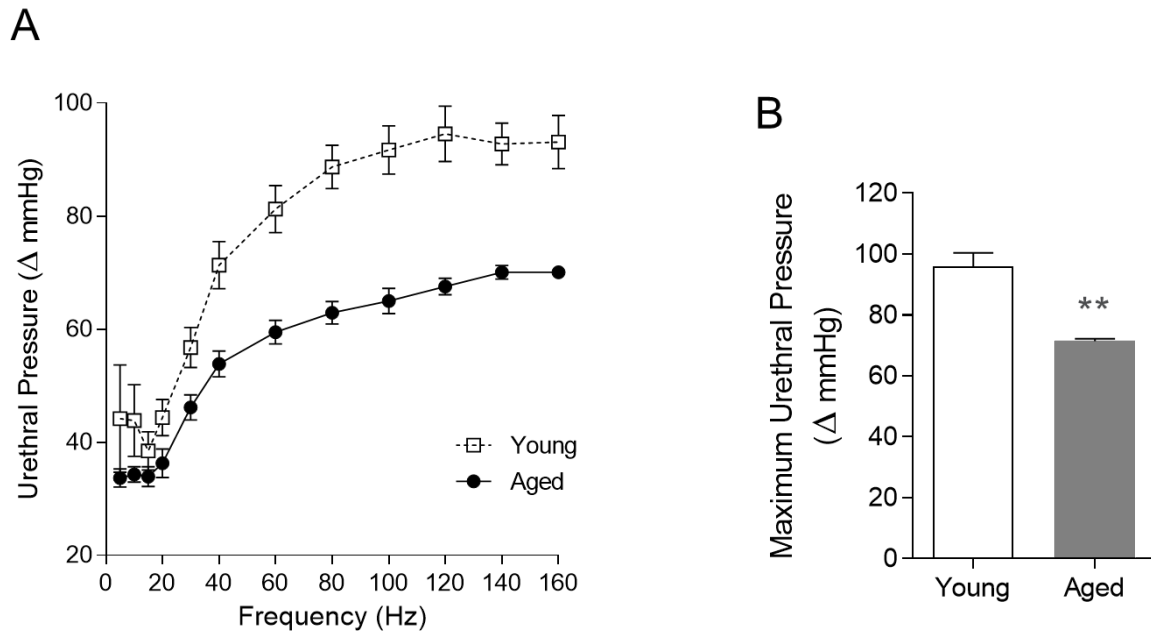 A
Urethral Pressure (Δ mmHg)
100
80
60
40
20
0 20 40 60 80 100 120 140 160
Frequency (Hz)
Young
Aged
B
Maximum Urethral Pressure
(Δ mmHg)
120
100
80
60
40
20
0
**
Young Aged